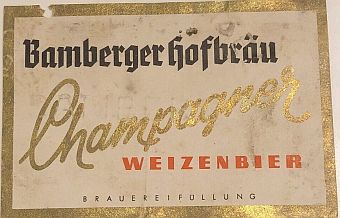 Bamberger Hofbräu
Champagner
WEIZENBIER
BRAUEREIFÜLLUNG